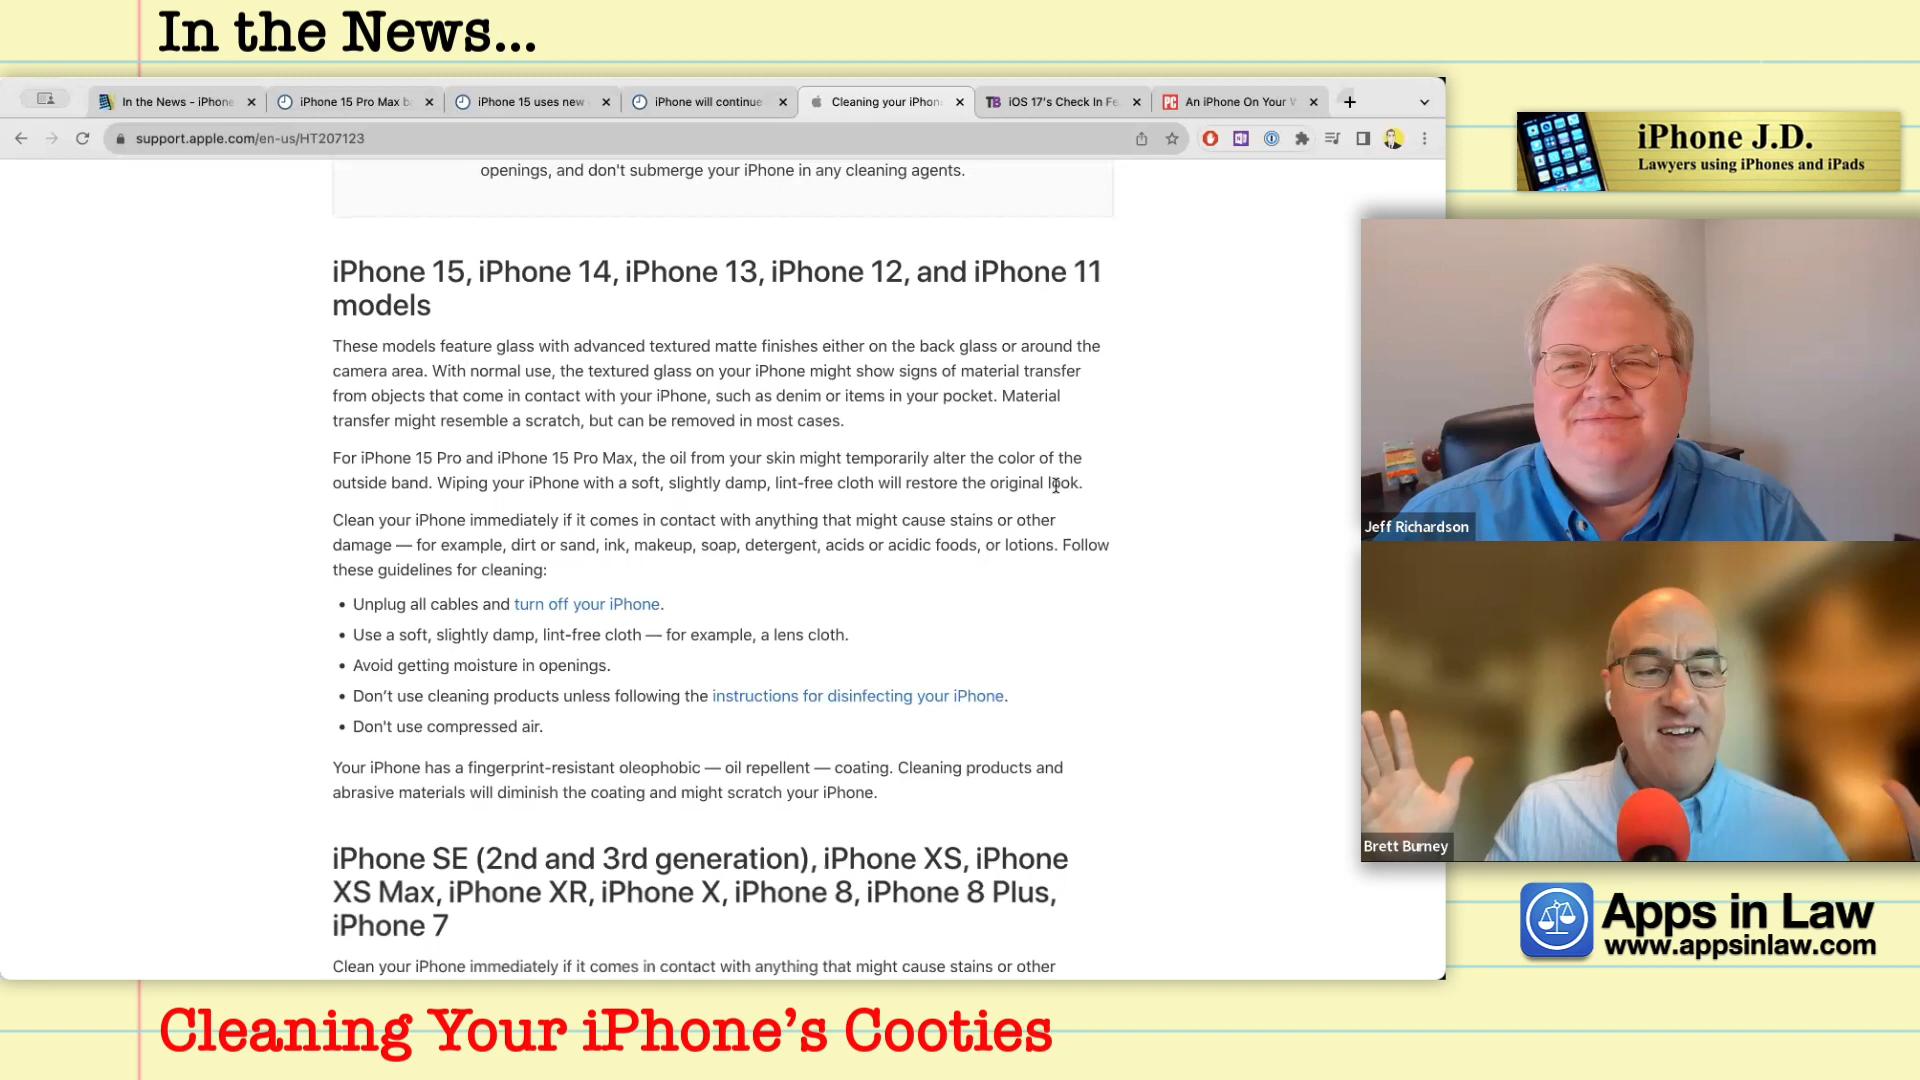 In the News...
In the News - iPhone
iPhone 15 Pro Max b
iPhone 15 uses new
iPhone will continue
Cleaning your iPhon
TB iOS 17's Check In Fe
PC An iPhone On Your
support.apple.com/en-us/HT207123
openings, and don't submerge your iPhone in any cleaning agents.
iPhone 15, iPhone 14, iPhone 13, iPhone 12, and iPhone 11
models
These models feature glass with advanced textured matte finishes either on the back glass or around the
camera area. With normal use, the textured glass on your iPhone might show signs of material transfer
from objects that come in contact with your iPhone, such as denim or items in your pocket. Material
transfer might resemble a scratch, but can be removed in most cases.
For iPhone 15 Pro and iPhone 15 Pro Max, the oil from your skin might temporarily alter the color of the
outside band. Wiping your iPhone with a soft, slightly damp, lint-free cloth will restore the original look.
Clean your iPhone immediately if it comes in contact with anything that might cause stains or other
damage — for example, dirt or sand, ink, makeup, soap, detergent, acids or acidic foods, or lotions. Follow
these guidelines for cleaning:
• Unplug all cables and turn off your iPhone.
• Use a soft, slightly damp, lint-free cloth — for example, a lens cloth.
• Avoid getting moisture in openings.
• Don’t use cleaning products unless following the instructions for disinfecting your iPhone.
• Don't use compressed air.
Your iPhone has a fingerprint-resistant oleophobic — oil repellent — coating. Cleaning products and
abrasive materials will diminish the coating and might scratch your iPhone.
iPhone SE (2nd and 3rd generation), iPhone XS, iPhone
XS Max, iPhone XR, iPhone X, iPhone 8, iPhone 8 Plus,
iPhone 7
Clean your iPhone immediately if it comes in contact with anything that might cause stains or other
iPhone J.D.
Lawyers using iPhones and iPads
Jeff Richardson
Brett Burney
Apps in Law
www.appsinlaw.com
Cleaning Your iPhone’s Cooties